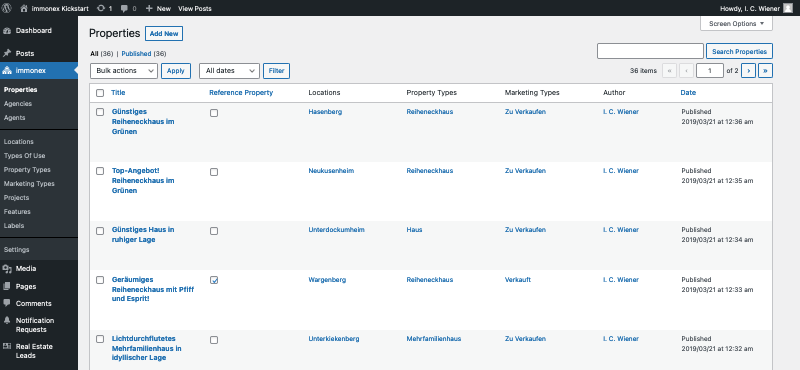 immonex Kickstart 1 0 New View Posts Howdy, I. C. Wiener
Screen Options
Dashboard
Posts
immonex
Properties
Agencies
Agents
Locations
Types Of Use
Property Types
Marketing Types
Projects
Features
Labels
Settings
Media
Pages
Comments
Notification
Requests
Real Estate
Leads
Properties Add New
All (36) | Published (36)
Search Properties
Bulk actions Apply All dates Filter 36 items « ‹ 1 of 2 › »
Title Reference Property Locations Property Types Marketing Types Author Date
Günstiges
Reiheneckhaus im
Grünen
Hasenberg Reiheneckhaus Zu Verkaufen I. C. Wiener Published
2019/03/21 at 12:36 am
Top-Angebot!
Reiheneckhaus im
Grünen
Neukusenheim Reiheneckhaus Zu Verkaufen I. C. Wiener Published
2019/03/21 at 12:35 am
Günstiges Haus in
ruhiger Lage
Unterdockumheim Haus Zu Verkaufen I. C. Wiener Published
2019/03/21 at 12:34 am
Geräumiges
Reiheneckhaus mit Pfiff
und Esprit!
Wargenberg Reiheneckhaus Verkauft I. C. Wiener Published
2019/03/21 at 12:33 am
Lichtdurchflutetes
Mehrfamilienhaus in
idyllischer Lage
Unterkiekenberg Mehrfamilienhaus Zu Verkaufen I. C. Wiener Published
2019/03/21 at 12:32 am